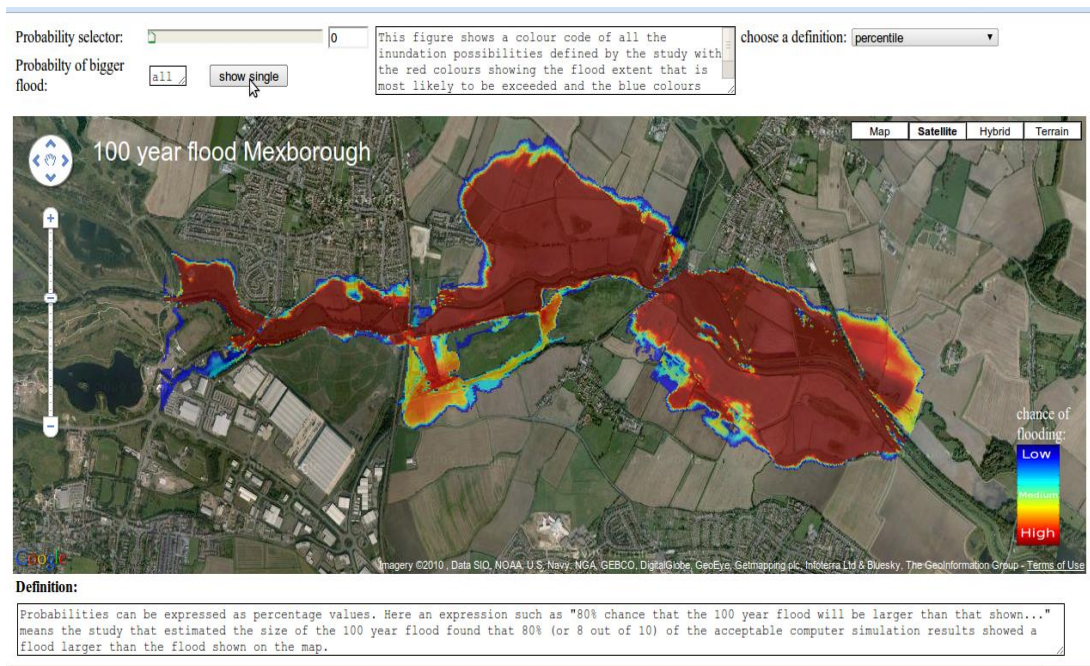 Probability selector:
0
This figure shows a colour code of all the
inundation possibilities defined by the study with
the red colours showing the flood extent that is
most likely to be exceeded and the blue colours
choose a definition:
percentile
Probabilty of bigger
flood:
all
show single
Map
Satellite
Hybrid
Terrain
100 year flood Mexborough
chance of
flooding:
Low
Medium
High
Google
Imagery ©2010 , Data SIO, NOAA, U.S. Navy, NGA, GEBCO, DigitalGlobe, GeoEye, Getmapping plc, Infoterra Ltd & Bluesky, The GeoInformation Group - Terms of Use
Definition:
Probabilities can be expressed as percentage values. Here an expression such as "80% chance that the 100 year flood will be larger than that shown..."
means the study that estimated the size of the 100 year flood found that 80% (or 8 out of 10) of the acceptable computer simulation results showed a
flood larger than the flood shown on the map.